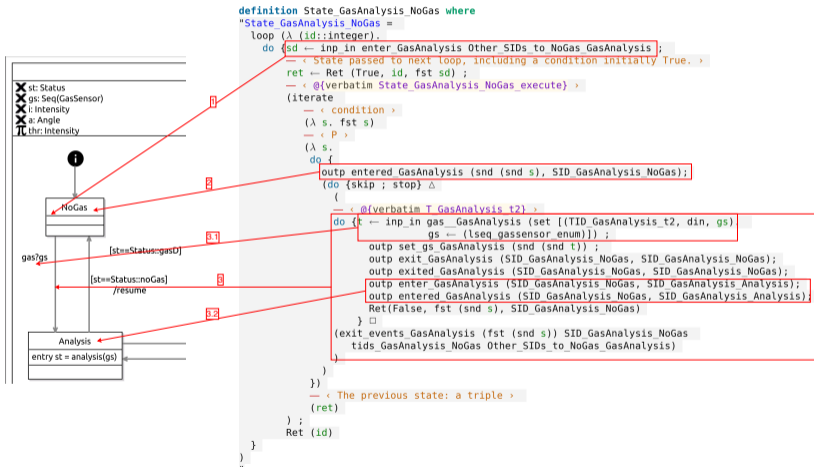 st: Status
gs: Seq(GasSensor)
i: Intensity
a: Angle
thr: Intensity
i
NoGas
gas?gs
[st==Status::gasD]
[st==Status::noGas]
/resume
Analysis
entry st = analysis(gs)
1
2
3.1
3
3.2
definition State_GasAnalysis_NoGas where
"State_GasAnalysis_NoGas =
loop (λ (id::integer).
do {sd ← inp_in enter_GasAnalysis Other_SIDs_to_NoGas_GasAnalysis ;
— ‹ State passed to next loop, including a condition initially True. ›
ret ← Ret (True, id, fst sd) ;
— ‹ @{verbatim State_GasAnalysis_NoGas_execute} ›
(iterate
— ‹ condition ›
(λ s. fst s)
— ‹ P ›
(λ s.
do {
outp entered_GasAnalysis (snd (snd s), SID_GasAnalysis_NoGas);
(do {skip ; stop} △
(
— ‹ @{verbatim T_GasAnalysis_t2} ›
do {t ← inp_in gas__GasAnalysis (set [(TID_GasAnalysis_t2, din, gs).
gs ← (lseq_gassensor_enum)]) ;
outp set_gs_GasAnalysis (snd (snd t)) ;
outp exit_GasAnalysis (SID_GasAnalysis_NoGas, SID_GasAnalysis_NoGas);
outp exited_GasAnalysis (SID_GasAnalysis_NoGas, SID_GasAnalysis_NoGas);
outp enter_GasAnalysis (SID_GasAnalysis_NoGas, SID_GasAnalysis_Analysis);
outp entered_GasAnalysis (SID_GasAnalysis_NoGas, SID_GasAnalysis_Analysis);
Ret(False, fst (snd s), SID_GasAnalysis_NoGas)
} □
(exit_events_GasAnalysis (fst (snd s)) SID_GasAnalysis_NoGas
tids_GasAnalysis_NoGas Other_SIDs_to_NoGas_GasAnalysis)
)
)
})
— ‹ The previous state: a triple ›
(ret)
) ;
Ret (id)
}
)
"